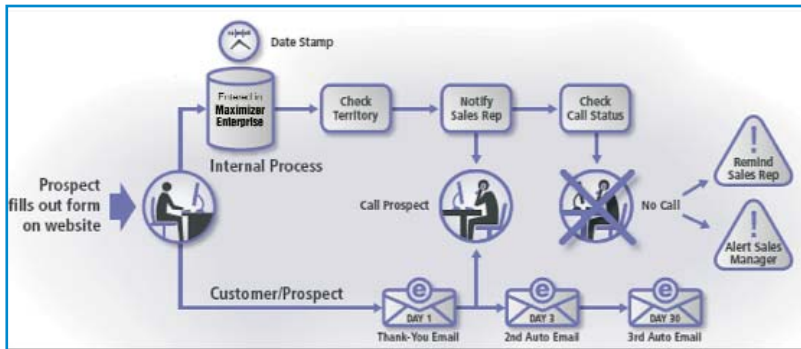 Date Stamp
Entered in
Maximizer
Enterprise
Check
Territory
Notify
Sales Rep
Check
Call Status
Internal Process
Prospect
fills out form
on website
Call Prospect
No Call
!
Remind
Sales Rep
!
Alert Sales
Manager
Customer/Prospect
e
DAY 1
Thank-You Email
e
DAY 3
2nd Auto Email
e
DAY 30
3rd Auto Email